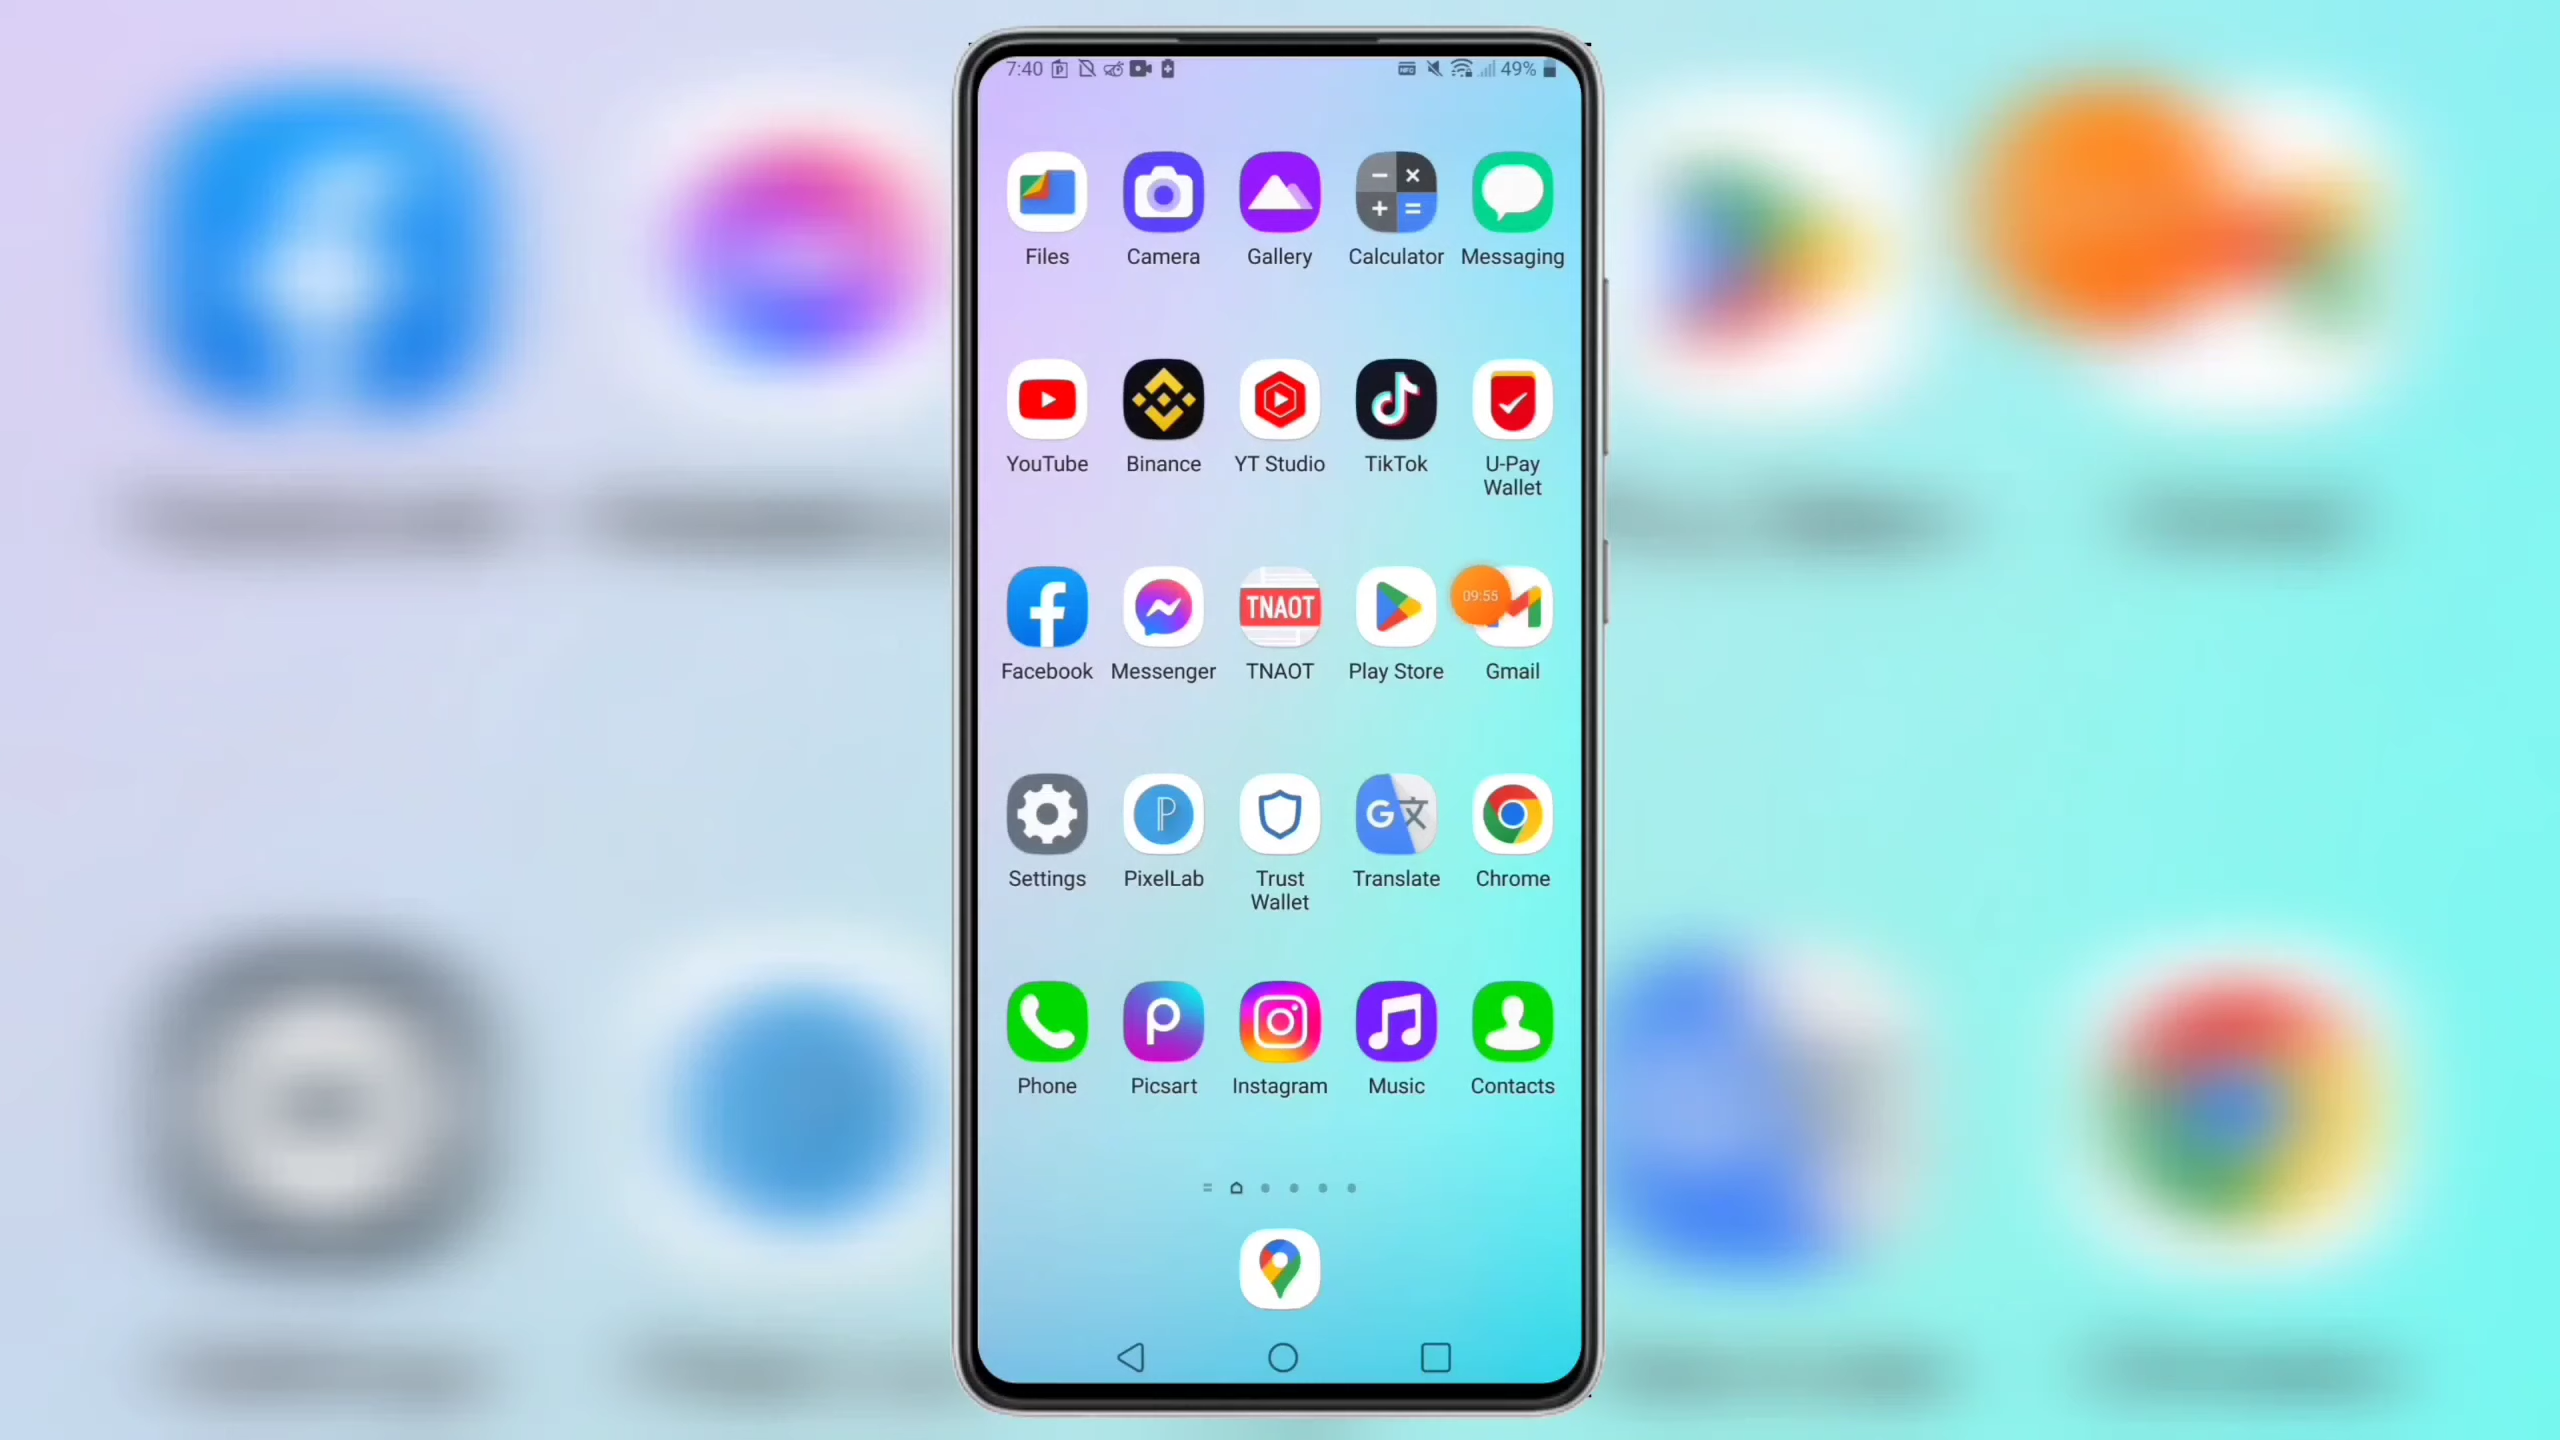 7:40
49%
Files
Camera
Gallery
Calculator
Messaging
YouTube
Binance
YT Studio
TikTok
U-Pay
Wallet
TNAOT
09:55
Facebook
Messenger
TNAOT
Play Store
Gmail
Settings
PixelLab
Trust
Wallet
Translate
Chrome
Phone
Picsart
Instagram
Music
Contacts